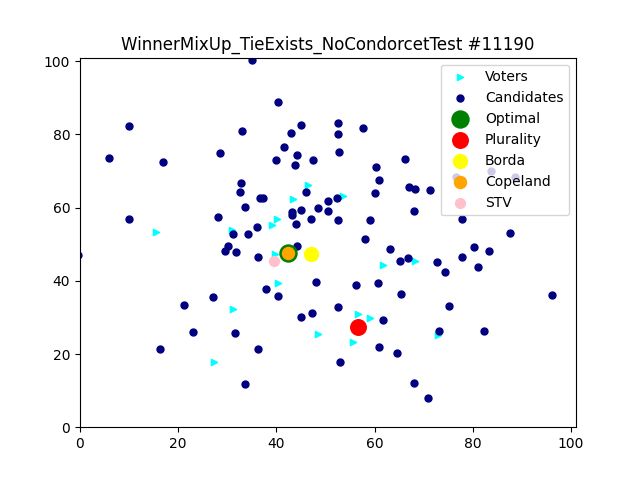 WinnerMixUp_TieExists_NoCondorcetTest #11190
100
80
60
40
20
0
0 20 40 60 80 100
Voters
Candidates
Optimal
Plurality
Borda
Copeland
STV